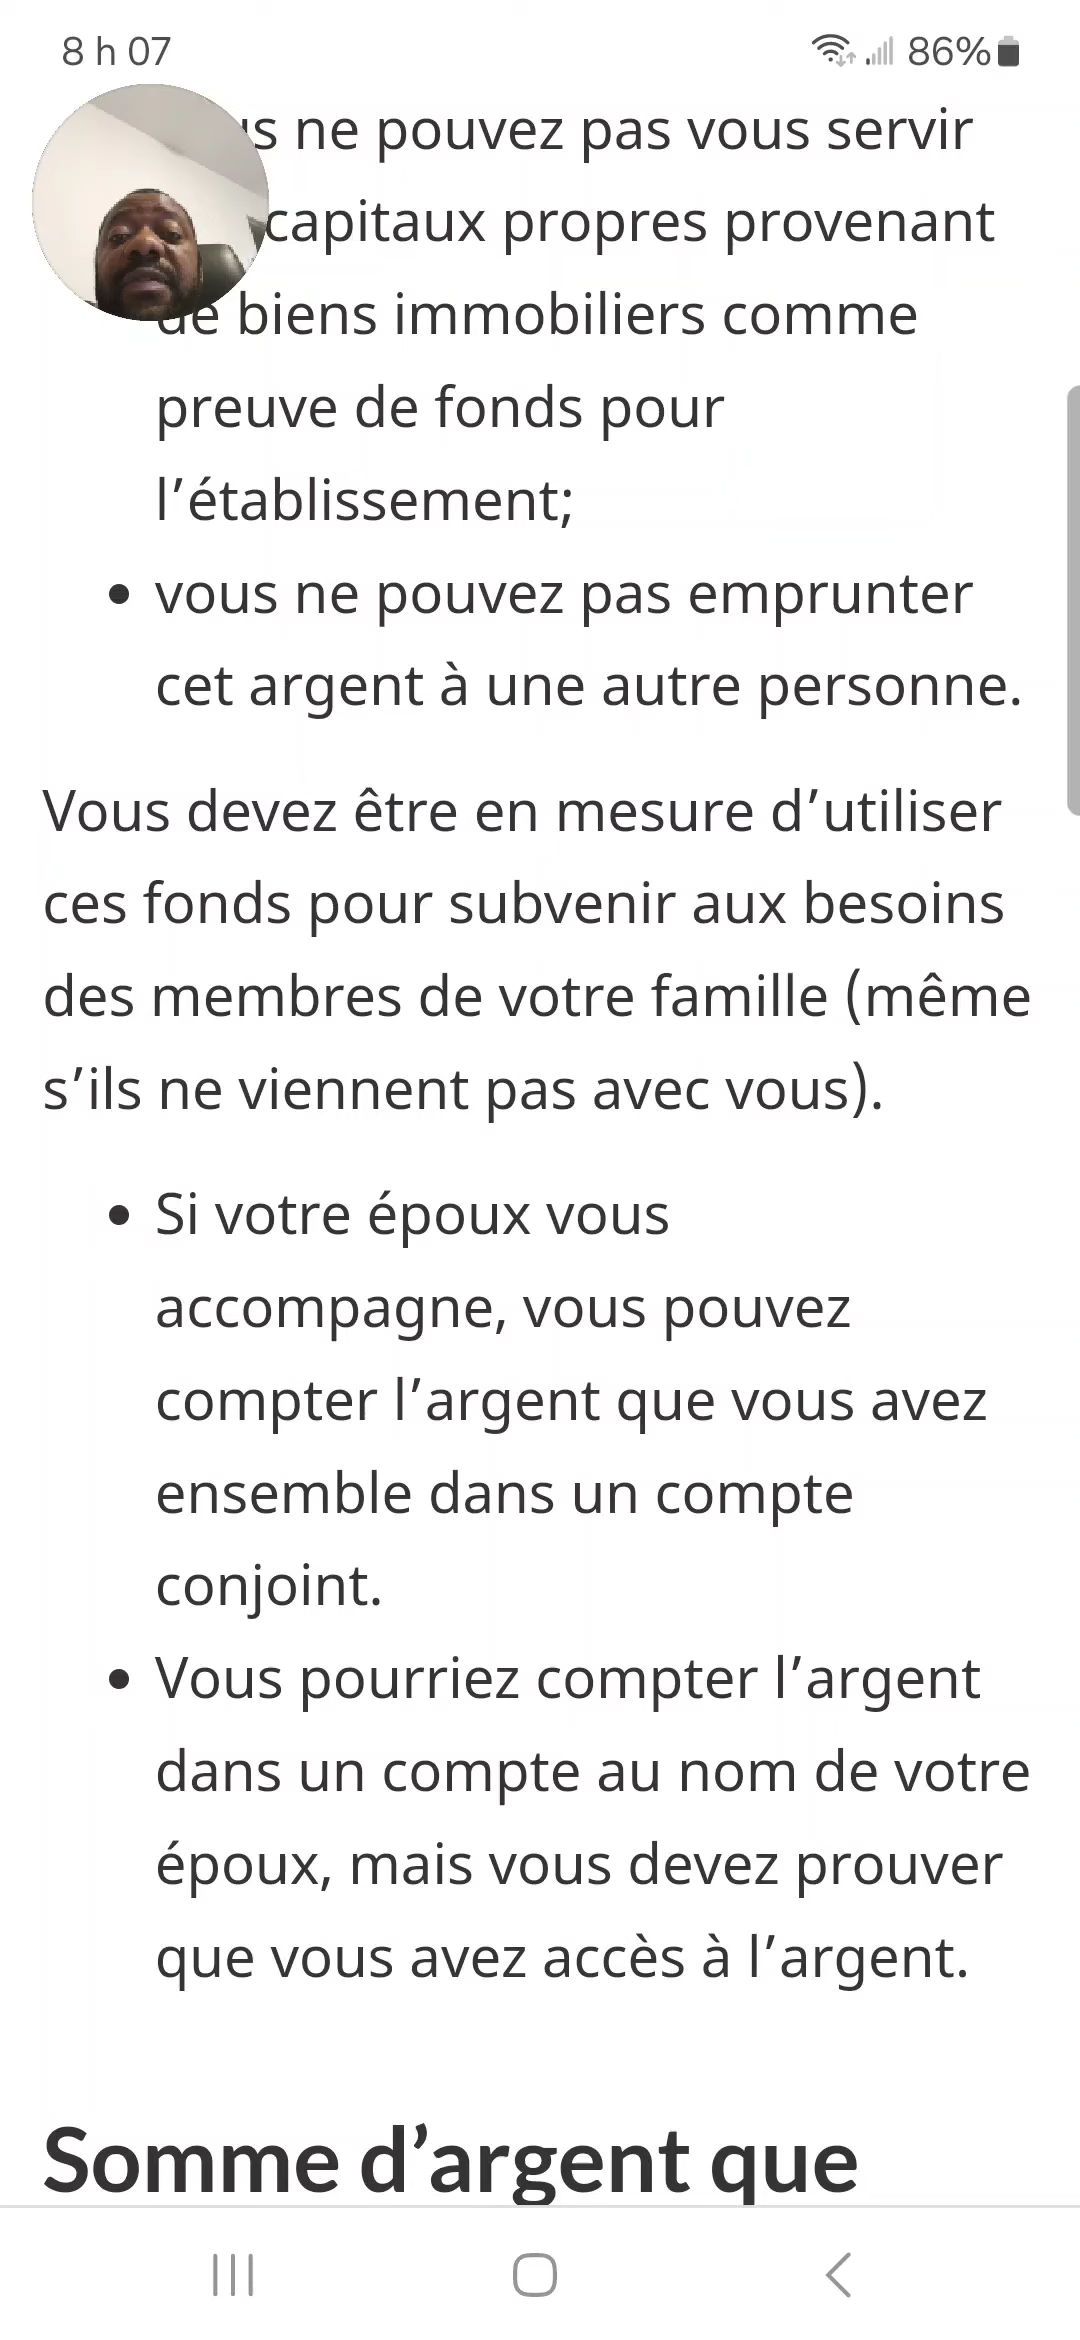 8 h 07
86%
ne pouvez pas vous servir
capitaux propres provenant
de biens immobiliers comme
preuve de fonds pour
l’établissement;
• vous ne pouvez pas emprunter
cet argent à une autre personne.
Vous devez être en mesure d’utiliser
ces fonds pour subvenir aux besoins
des membres de votre famille (même
s’ils ne viennent pas avec vous).
• Si votre époux vous
accompagne, vous pouvez
compter l’argent que vous avez
ensemble dans un compte
conjoint.
• Vous pourriez compter l’argent
dans un compte au nom de votre
époux, mais vous devez prouver
que vous avez accès à l’argent.
Somme d’argent que